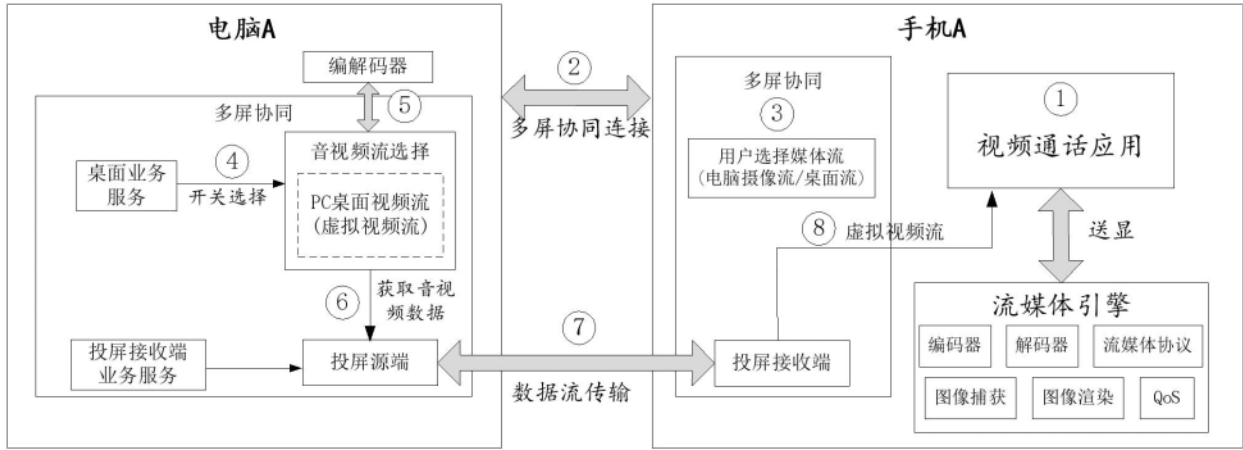 电脑A
编解码器
多屏协同
⑤
音视频流选择
桌面业务
服务
④
开关选择
PC桌面视频流
(虚拟视频流)
⑥
获取音视
频数据
投屏接收端
业务服务
投屏源端
②
多屏协同连接
⑦
数据流传输
手机A
多屏协同
③
用户选择媒体流
(电脑摄像流/桌面流)
①
视频通话应用
⑧ 虚拟视频流
送显
投屏接收端
流媒体引擎
编码器
解码器
流媒体协议
图像捕获
图像渲染
QoS